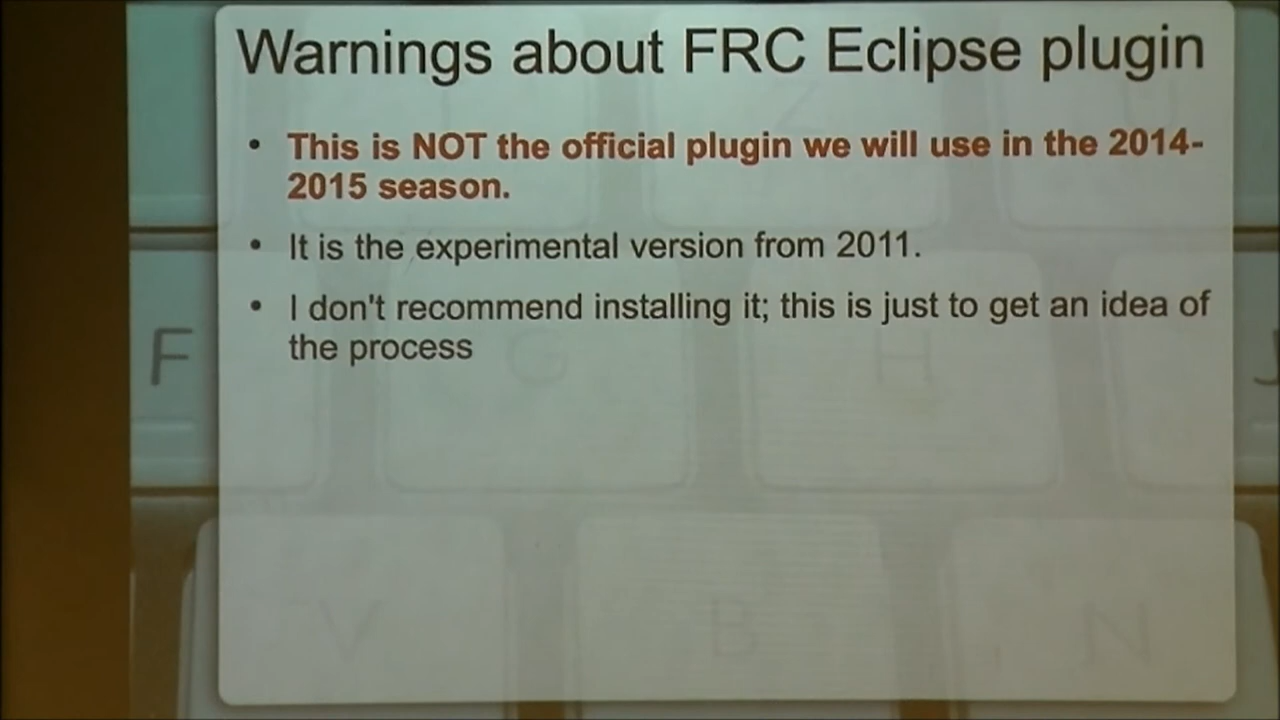 Warnings about FRC Eclipse plugin
• This is NOT the official plugin we will use in the 2014-
2015 season.
• It is the experimental version from 2011.
• I don't recommend installing it; this is just to get an idea of
the process
F
G
H
J
V
B
N